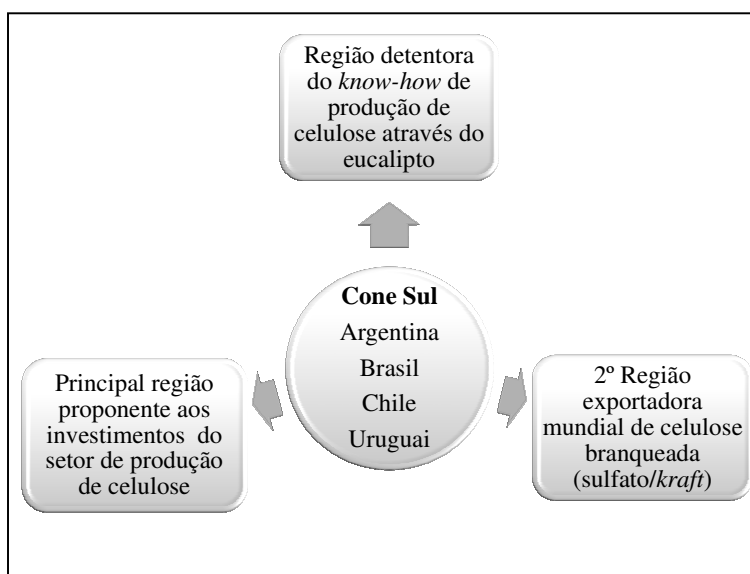 Região detentora
do know-how de
produção de
celulose através do
eucalipto
Cone Sul
Argentina
Brasil
Chile
Uruguai
Principal região
proponente aos
investimentos do
setor de produção
de celulose
2º Região
exportadora
mundial de celulose
branqueada
(sulfato/kraft)